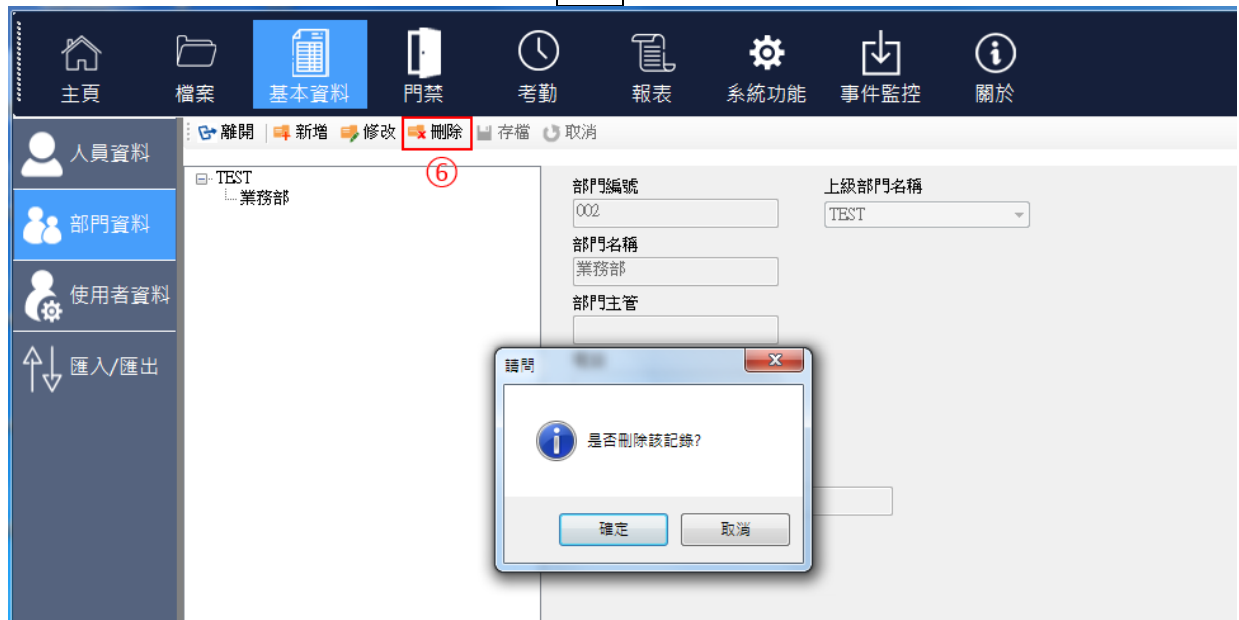 主頁 檔案 基本資料 門禁 考勤 報表 系統功能 事件監控 關於
離開 新增 修改 刪除 存檔 取消
⑥
人員資料
部門資料
使用者資料
匯入/匯出
TEST
業務部
部門編號 上級部門名稱
002 TEST
部門名稱
業務部
部門主管
請問
是否刪除該記錄?
確定 取消